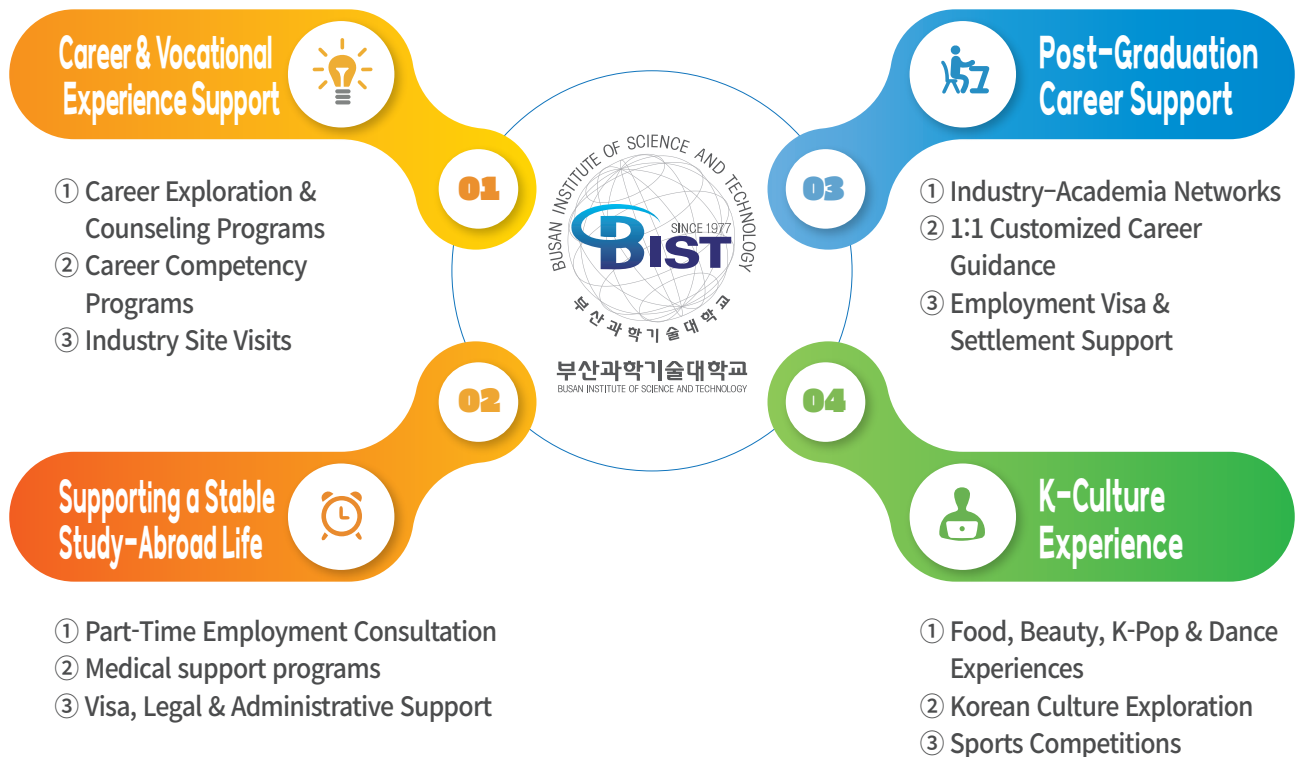 Career & Vocational
Experience Support
01
① Career Exploration &
Counseling Programs
② Career Competency
Programs
③ Industry Site Visits
02
Supporting a Stable
Study-Abroad Life
① Part-Time Employment Consultation
② Medical support programs
③ Visa, Legal & Administrative Support
BUSAN INSTITUTE OF SCIENCE AND TECHNOLOGY
SINCE 1977
BIST
부산과학기술대학교
부산과학기술대학교
BUSAN INSTITUTE OF SCIENCE AND TECHNOLOGY
Post-Graduation
Career Support
03
① Industry-Academia Networks
② 1:1 Customized Career
Guidance
③ Employment Visa &
Settlement Support
04
K-Culture
Experience
① Food, Beauty, K-Pop & Dance
Experiences
② Korean Culture Exploration
③ Sports Competitions